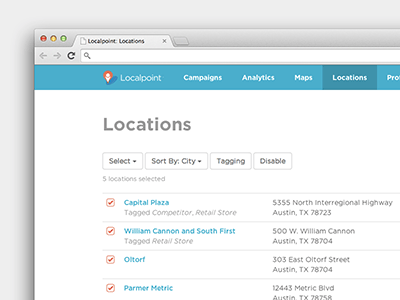 Localpoint: Locations
Localpoint Campaigns Analytics Maps Locations Prof
Locations
Select Sort By: City Tagging Disable
5 locations selected
Capital Plaza 5355 North Interregional Highway
Tagged Competitor, Retail Store Austin, TX 78723
William Cannon and South First 500 W. William Cannon
Tagged Retail Store Austin, TX 78704
Oltorf 303 East Oltorf Street
Austin, TX 78704
Parmer Metric 12443 Metric Blvd
Austin, TX 78758